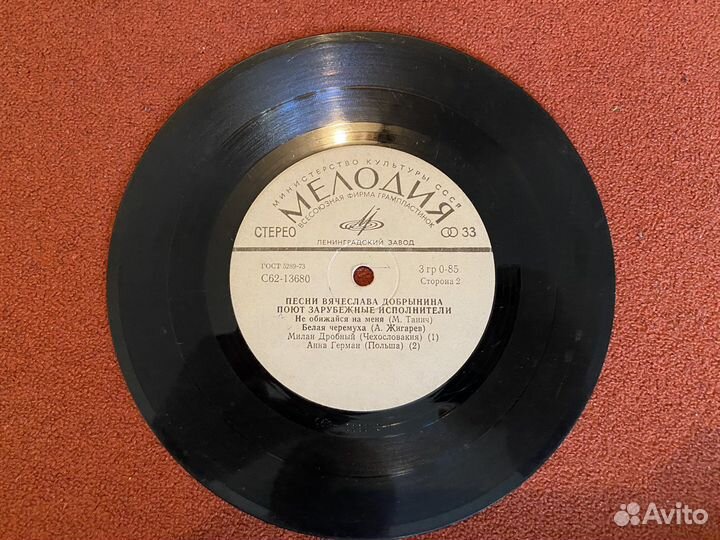 МИНИСТЕРСТВО КУЛЬТУРЫ СССР
МЕЛОДИЯ
ВСЕСОЮЗНАЯ ФИРМА ГРАМПЛАСТИНОК
СТЕРЕО 33
ЛЕНИНГРАДСКИЙ ЗАВОД
ГОСТ 5289-73 3 гр 0-85
С62-13680 Сторона 2
ПЕСНИ ВЯЧЕСЛАВА ДОБРЫНИНА
ПОЮТ ЗАРУБЕЖНЫЕ ИСПОЛНИТЕЛИ
Не обижайся на меня (М. Танич)
Белая черемуха (А. Жигарев)
Милан Дробный (Чехословакия) (1)
Анна Герман (Польша) (2)
Avito